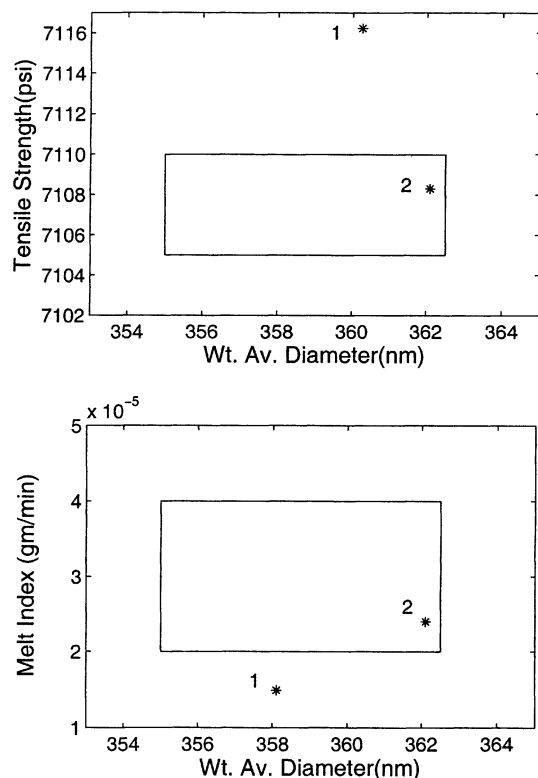 7116
7114
7110
7108
7106
7104
7102
Tensile Strength(psi)
1
2
354 356 358 360 362 364
Wt. Av. Diameter(nm)
x 10⁻⁵
5
4
3
2
1
Melt Index (gm/min)
2
1
354 356 358 360 362 364
Wt. Av. Diameter(nm)